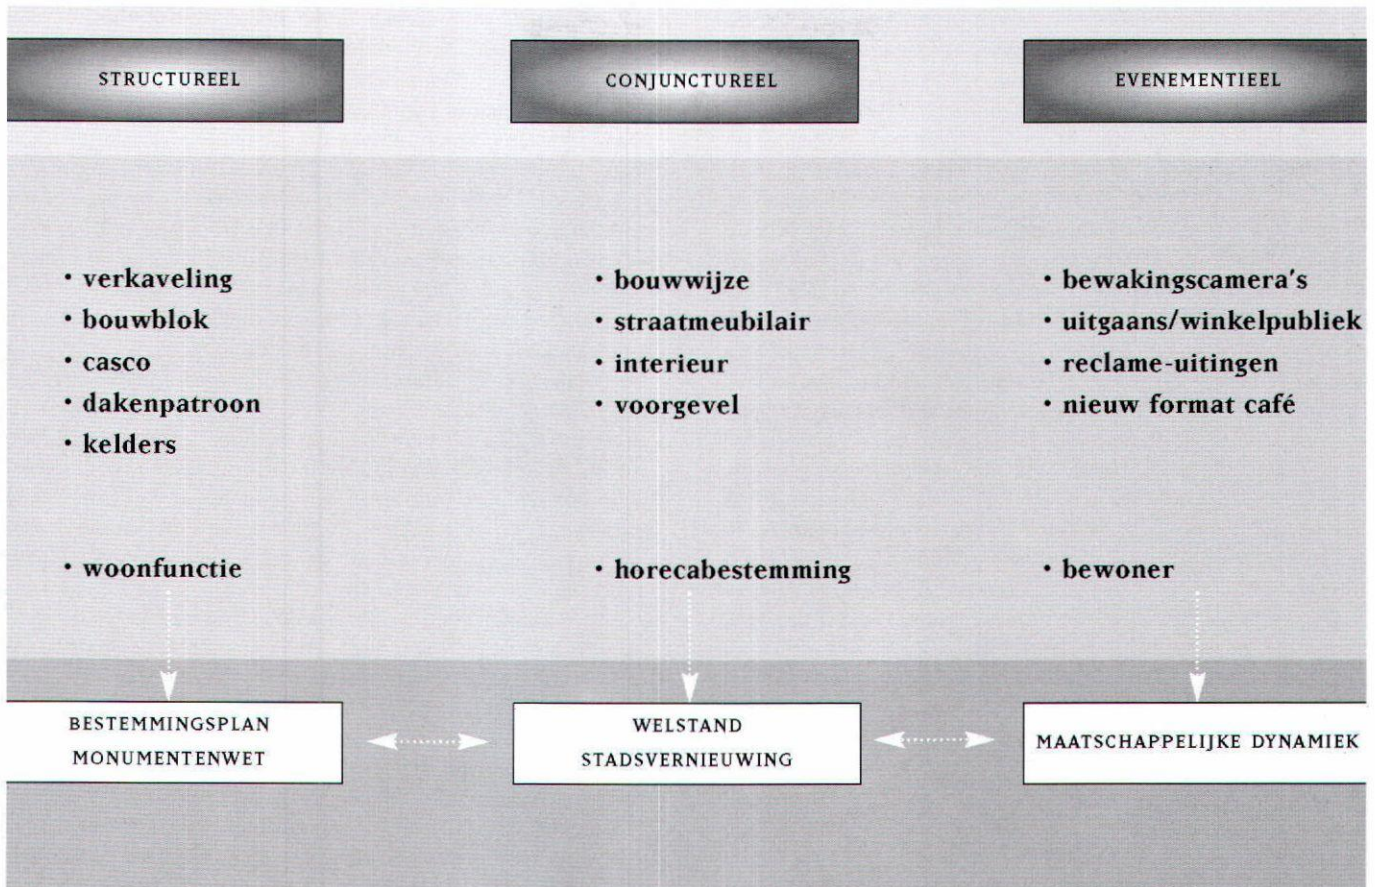 STRUCTUREEL
CONJUNCTUREEL
EVENEMENTIEEL
• verkaveling
• bouwblok
• casco
• dakenpatroon
• kelders
• woonfunctie
• bouwwijze
• straatmeubilair
• interieur
• voorgevel
• horecabestemming
• bewakingscamera's
• uitgaans/winkelpubliek
• reclame-uitingen
• nieuw format café
• bewoner
BESTEMMINGSPLAN
MONUMENTENWET
WELSTAND
STADSVERNIEUWING
MAATSCHAPPELIJKE DYNAMIEK